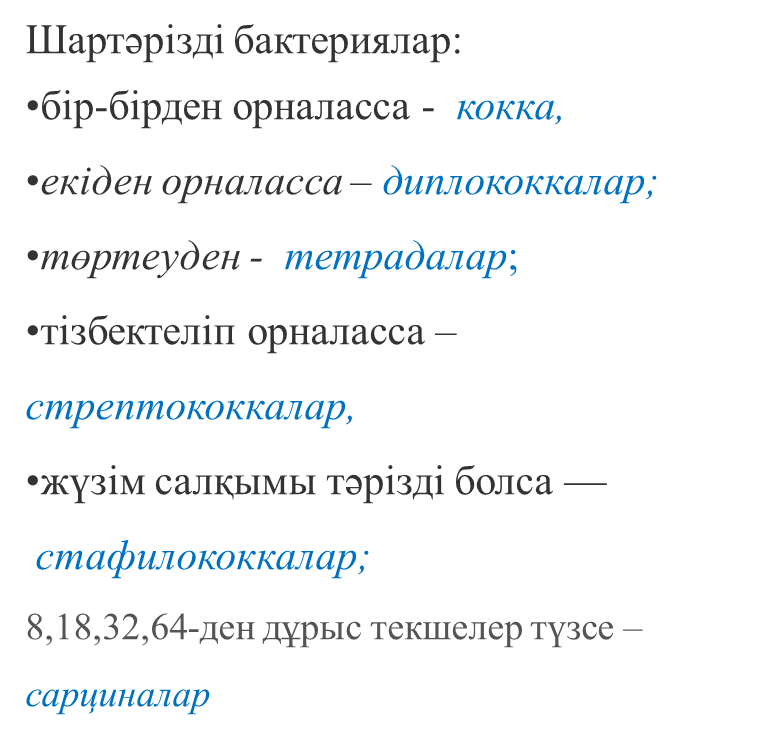 Шартәрізді бактериялар:
•бір-бірден орналасса - кокка,
•екіден орналасса – диплококкалар;
•төртеуден - тетрадалар;
•тізбектеліп орналасса –
стрептококкалар,
•жүзім салқымы тәрізді болса —
стафилококкалар;
8,18,32,64-ден дұрыс текшелер түзсе –
сарциналар